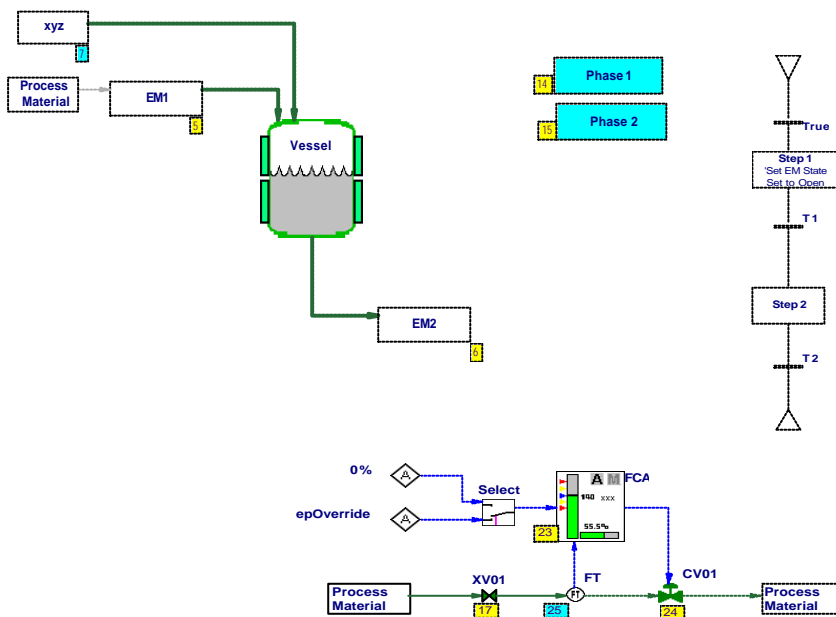 xyz
7
Process
Material
EM1
5
Vessel
EM2
6
14
Phase 1
15
Phase 2
True
Step 1
'Set EM State
Set to Open
T 1
Step 2
T 2
0%
A
epOverride
A
Select
A M
FCA
190 xxx
55.5%
23
Process
Material
XV01
17
FT
FT
25
CV01
24
Process
Material